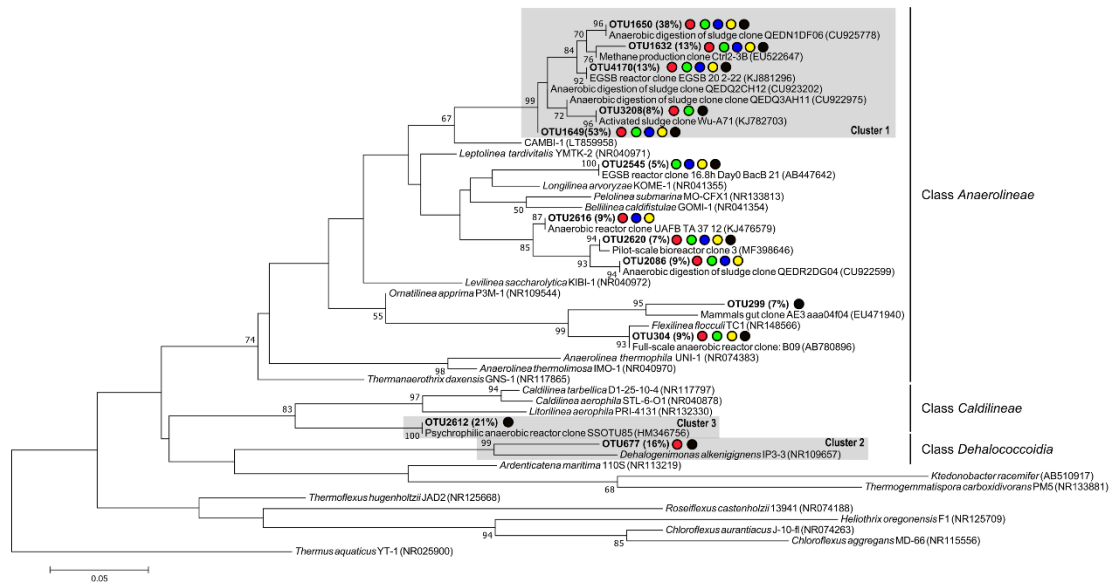 96
OTU1650 (38%)
Anaerobic digestion of sludge clone QEDN1DF06 (CU925778)
70
OTU1632 (13%)
84
76
Methane production clone Ctrl2-3B (EU522647)
OTU4170(13%)
92
EGSB reactor clone EGSB 20 2-22 (KJ881296)
Anaerobic digestion of sludge clone QEDQ2CH12 (CU923202)
99
Anaerobic digestion of sludge clone clone QEDQ3AH11 (CU922975)
OTU3208(8%)
72
96
Activated sludge clone Wu-A71 (KJ782703)
67
OTU1649(53%)
Cluster 1
CAMBI-1 (LT859958)
Leptolinea tardivitalis YMTK-2 (NR040971)
100
OTU2545 (5%)
EGSB reactor clone 16.8h Day0 BacB 21 (AB447642)
Longilinea arvoryzae KOME-1 (NR041355)
Class Anaerolineae
Pelolinea submarina MO-CFX1 (NR133813)
50
Bellilinea caldifistulae GOMI-1 (NR041354)
87
OTU2616 (9%)
Anaerobic reactor clone UAFB TA 37 12 (KJ476579)
94
OTU2620 (7%)
85
Pilot-scale bioreactor clone 3 (MF398646)
93
OTU2086 (9%)
94
Anaerobic digestion of sludge clone QEDR2DG04 (CU922599)
Levilinea saccharolytica KIBI-1 (NR040972)
Ornatilinea apprima P3M-1 (NR109544)
95
OTU299 (7%)
55
Mammals gut clone AE3 aaa04f04 (EU471940)
99
Flexilinea flocculi TC1 (NR148566)
74
93
OTU304 (9%)
Full-scale anaerobic reactor clone: B09 (AB780896)
Anaerolinea thermophila UNI-1 (NR074383)
98
Anaerolinea thermolimosa IMO-1 (NR040970)
Thermanaerothrix daxensis GNS-1 (NR117865)
94
Caldilinea tarbellica D1-25-10-4 (NR117797)
97
Caldilinea aerophila STL-6-O1 (NR040878)
83
Litorilinea aerophila PRI-4131 (NR132330)
Class Caldilineae
OTU2612 (21%)
Cluster 3
100
Psychrophilic anaerobic reactor clone SSOTU85 (HM346756)
99
OTU677 (16%)
Cluster 2
Class Dehalococcoidia
Dehalogenimonas alkenigignens IP3-3 (NR109657)
Ardenticatena maritima 110S (NR113219)
Ktedonobacter racemifer (AB510917)
68
Thermogemmatispora carboxidivorans PM5 (NR133881)
Thermoflexus hugenholtzii JAD2 (NR125668)
Roseiflexus castenholzii 13941 (NR074188)
Heliothrix oregonensis F1 (NR125709)
94
Chloroflexus aurantiacus J-10-fl (NR074263)
85
Chloroflexus aggregans MD-66 (NR115556)
Thermus aquaticus YT-1 (NR025900)
0.05